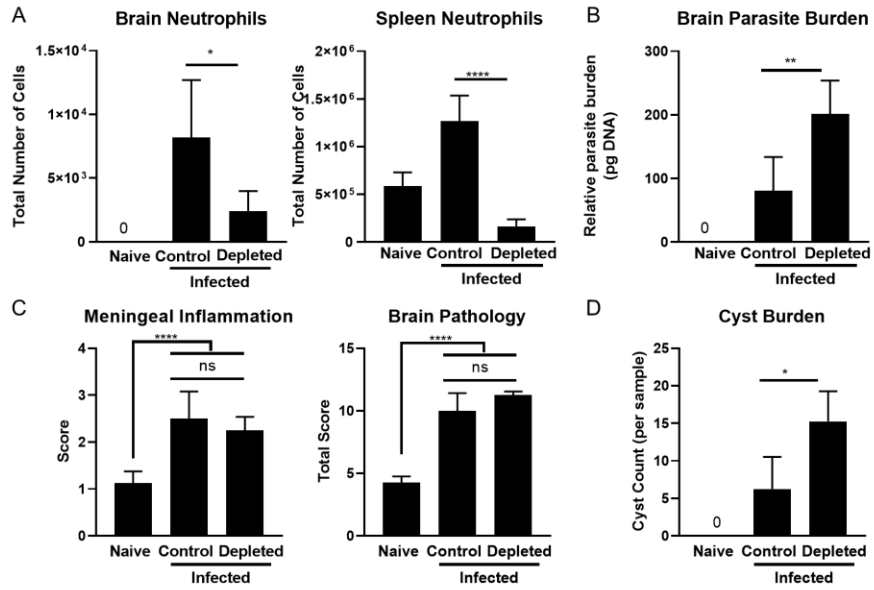 A
Brain Neutrophils
Total Number of Cells
1.5×10⁴
1×10⁴
5×10³
0
*
0
Naive Control Depleted
Infected
Spleen Neutrophils
Total Number of Cells
2×10⁶
1.5×10⁶
1×10⁶
5×10⁵
0
****
Naive Control Depleted
Infected
B
Brain Parasite Burden
Relative parasite burden
(pg DNA)
300
200
100
0
**
0
Naive Control Depleted
Infected
C
Meningeal Inflammation
Score
4
3
2
1
0
****
ns
Naive Control Depleted
Infected
Brain Pathology
Total Score
15
10
5
0
****
ns
Naive Control Depleted
Infected
D
Cyst Burden
Cyst Count (per sample)
25
20
15
10
5
0
*
0
Naive Control Depleted
Infected